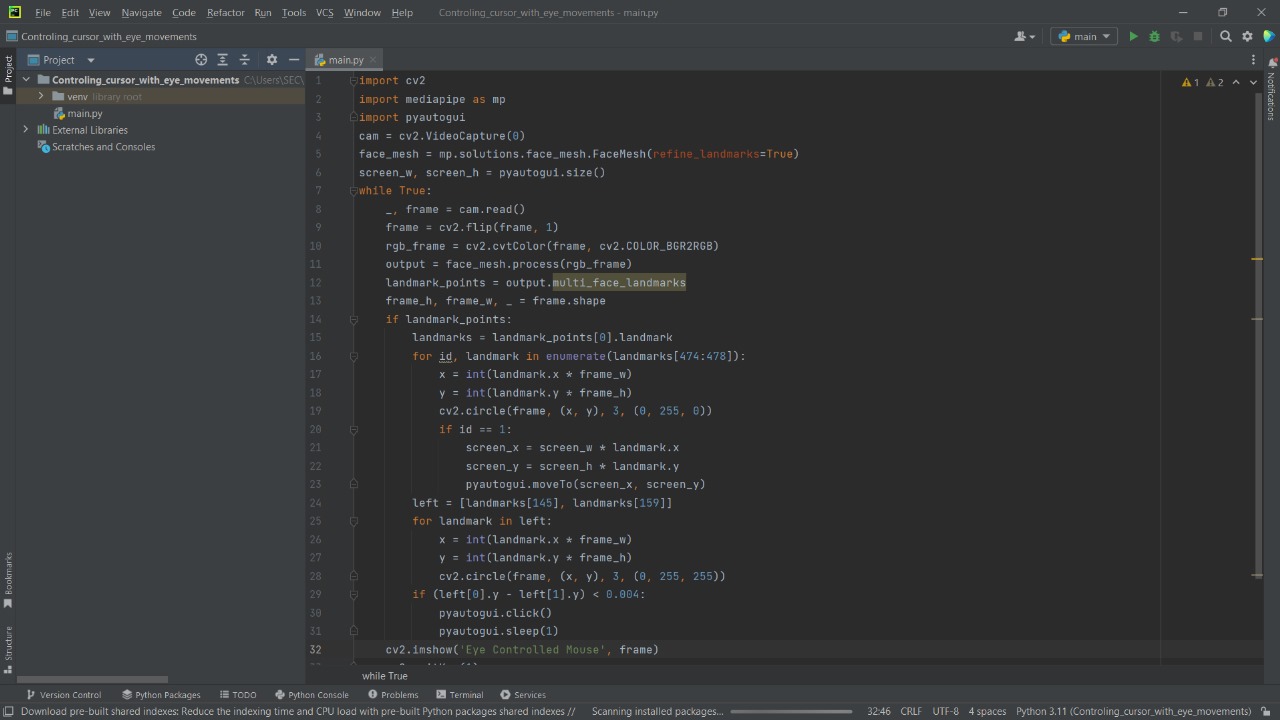 PC
File Edit View Navigate Code Refactor Run Tools VCS Window Help Controling_cursor_with_eye_movements - main.py
Controling_cursor_with_eye_movements
main
Project
main.py
Controling_cursor_with_eye_movements C:\Users\SEC\
venv library root
main.py
External Libraries
Scratches and Consoles
Project
Bookmarks
Structure
Notifications
1 2
1 import cv2
2 import mediapipe as mp
3 import pyautogui
4 cam = cv2.VideoCapture(0)
5 face_mesh = mp.solutions.face_mesh.FaceMesh(refine_landmarks=True)
6 screen_w, screen_h = pyautogui.size()
7 while True:
8 _, frame = cam.read()
9 frame = cv2.flip(frame, 1)
10 rgb_frame = cv2.cvtColor(frame, cv2.COLOR_BGR2RGB)
11 output = face_mesh.process(rgb_frame)
12 landmark_points = output.multi_face_landmarks
13 frame_h, frame_w, _ = frame.shape
14 if landmark_points:
15 landmarks = landmark_points[0].landmark
16 for id, landmark in enumerate(landmarks[474:478]):
17 x = int(landmark.x * frame_w)
18 y = int(landmark.y * frame_h)
19 cv2.circle(frame, (x, y), 3, (0, 255, 0))
20 if id == 1:
21 screen_x = screen_w * landmark.x
22 screen_y = screen_h * landmark.y
23 pyautogui.moveTo(screen_x, screen_y)
24 left = [landmarks[145], landmarks[159]]
25 for landmark in left:
26 x = int(landmark.x * frame_w)
27 y = int(landmark.y * frame_h)
28 cv2.circle(frame, (x, y), 3, (0, 255, 255))
29 if (left[0].y - left[1].y) < 0.004:
30 pyautogui.click()
31 pyautogui.sleep(1)
32 cv2.imshow('Eye Controlled Mouse', frame)
while True
Version Control Python Packages TODO Python Console Problems Terminal Services
Download pre-built shared indexes: Reduce the indexing time and CPU load with pre-built Python packages shared indexes // Scanning installed packages... 32:46 CRLF UTF-8 4 spaces Python 3.11 (Controling_cursor_with_eye_movements)